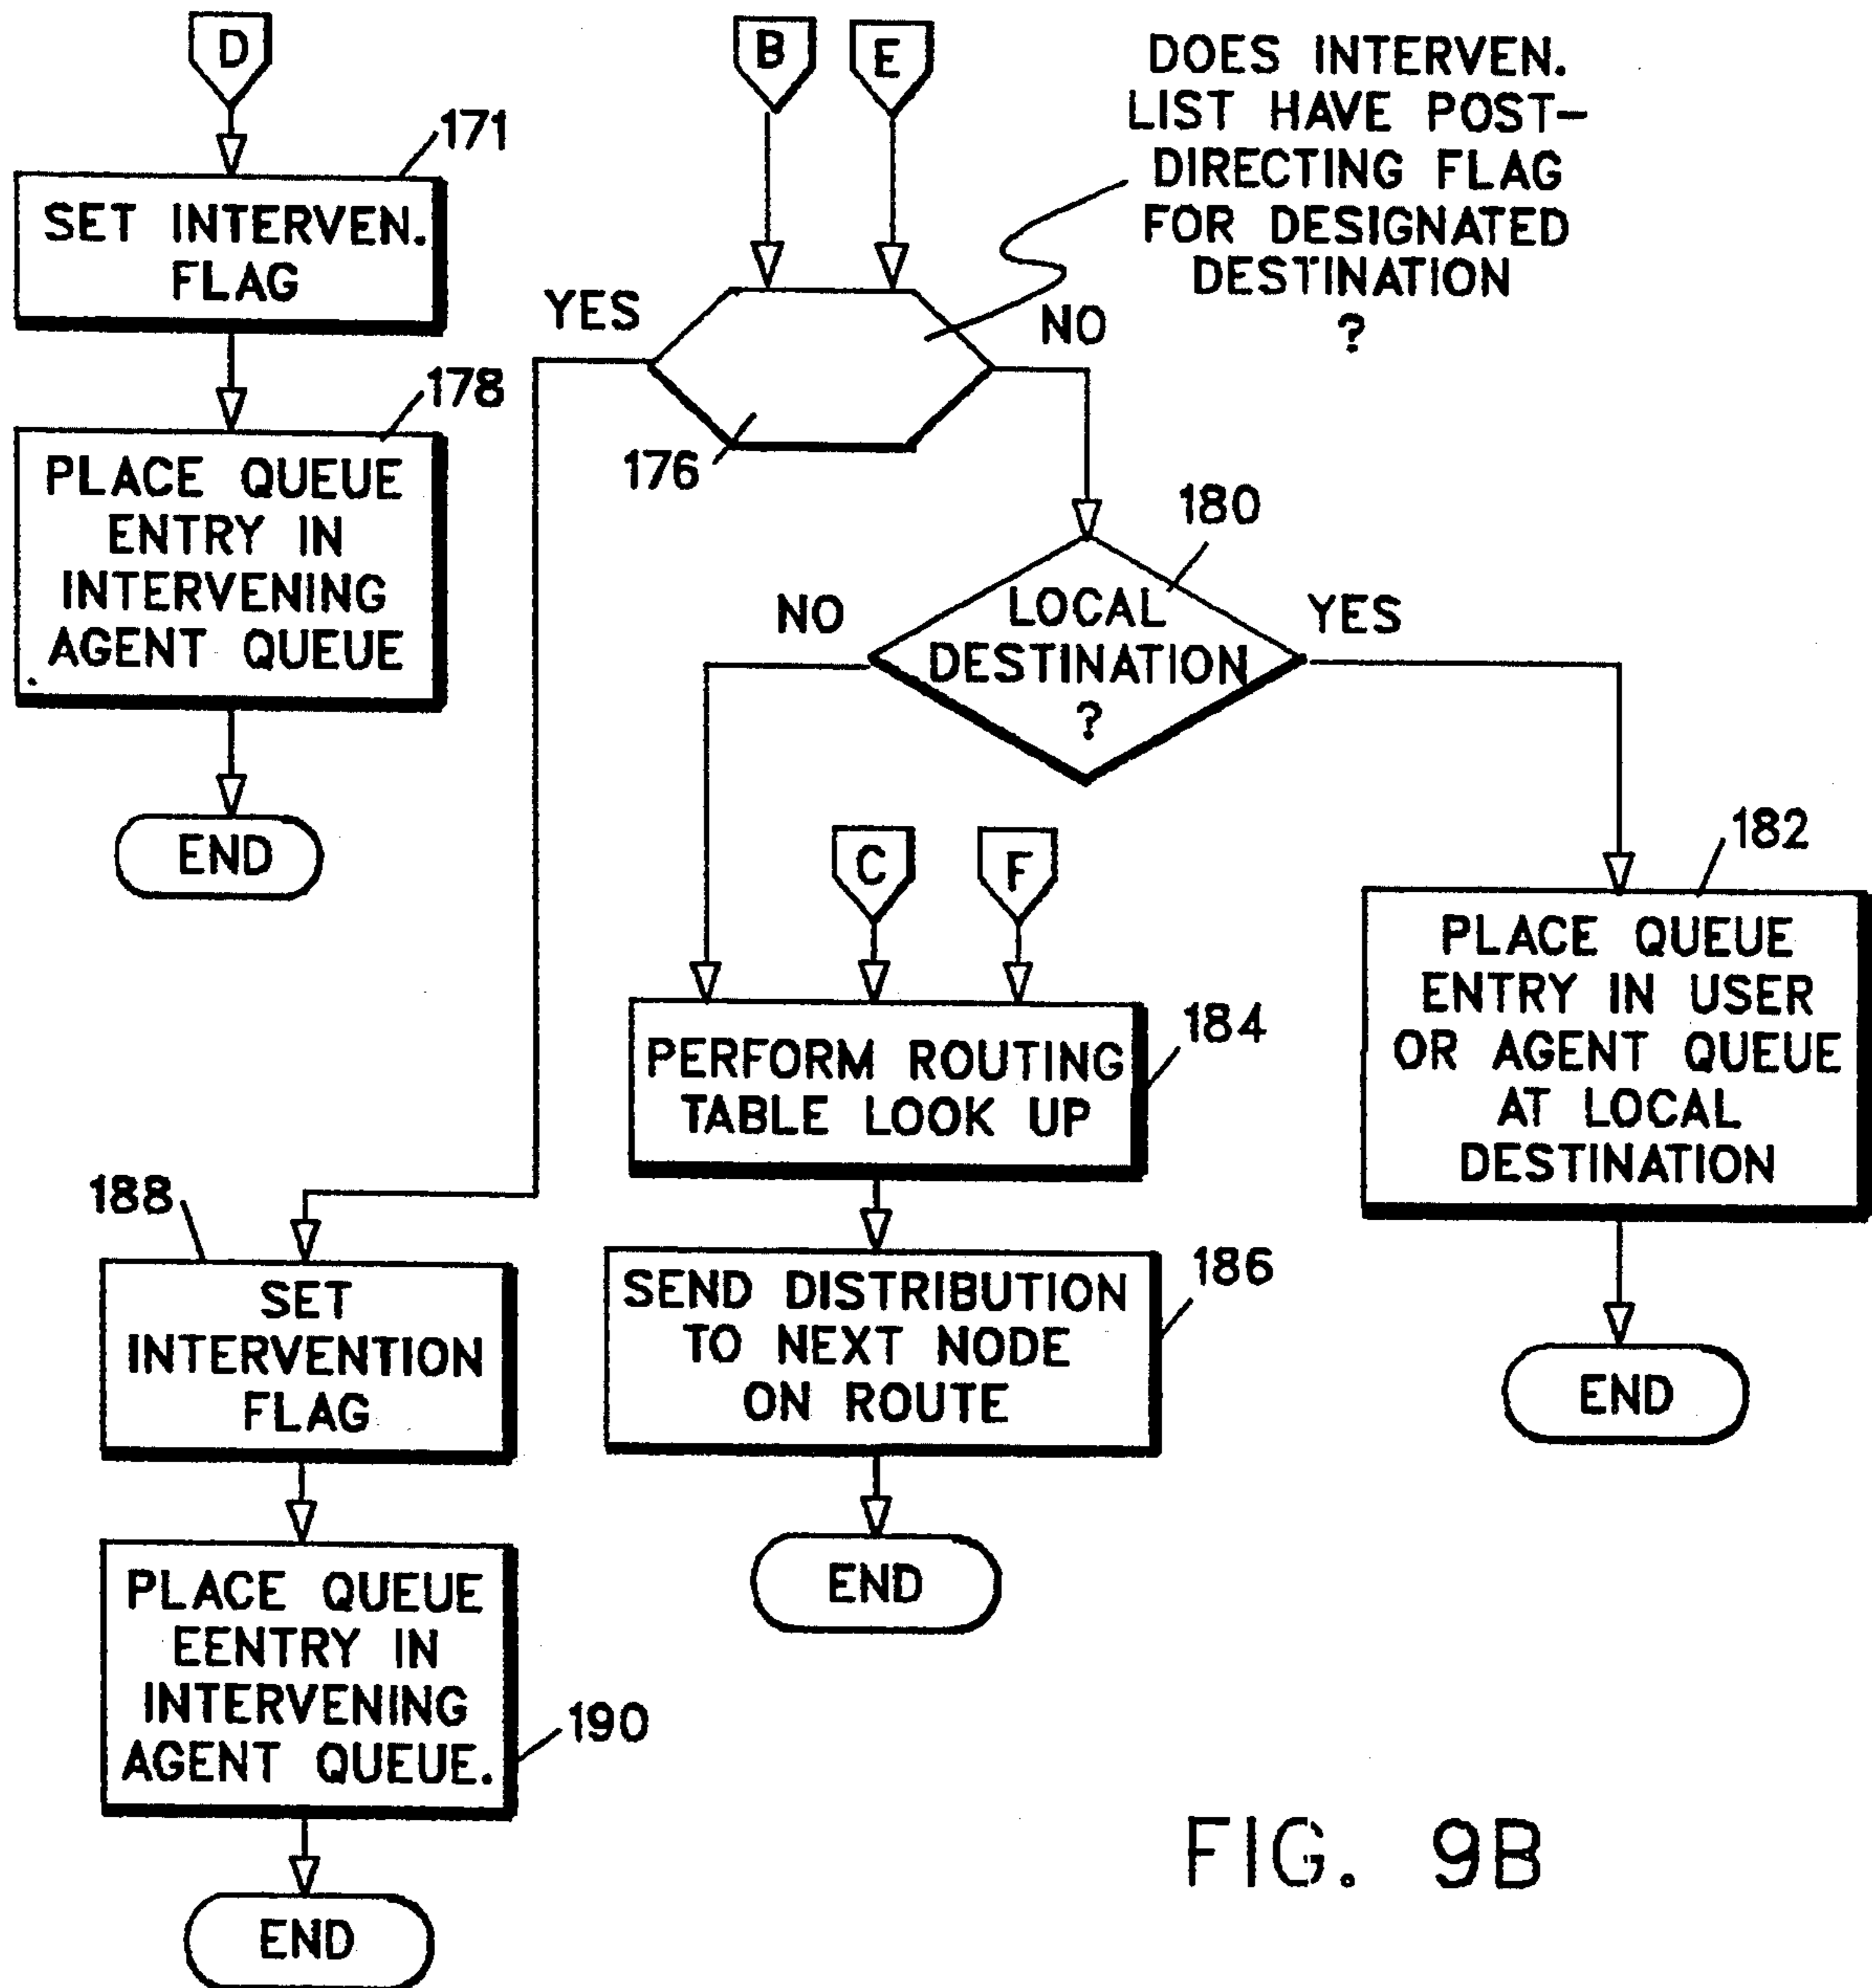 D
171
SET INTERVEN.
FLAG
178
PLACE QUEUE
ENTRY IN
INTERVENING
AGENT QUEUE
END
B
E
DOES INTERVEN.
LIST HAVE POST-
DIRECTING FLAG
FOR DESIGNATED
DESTINATION
?
YES
NO
176
180
LOCAL
DESTINATION
?
NO
YES
C
F
182
PLACE QUEUE
ENTRY IN USER
OR AGENT QUEUE
AT LOCAL
DESTINATION
END
184
PERFORM ROUTING
TABLE LOOK UP
186
SEND DISTRIBUTION
TO NEXT NODE
ON ROUTE
END
188
SET
INTERVENTION
FLAG
190
PLACE QUEUE
EENTRY IN
INTERVENING
AGENT QUEUE.
END
FIG. 9B